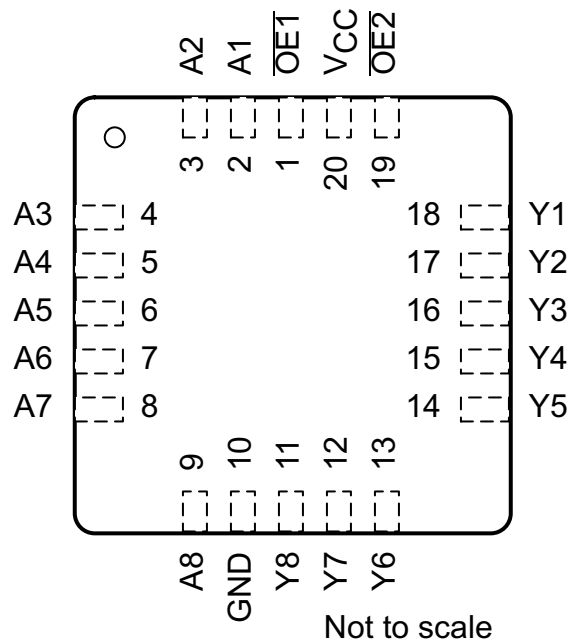 A2 A1 O̅E̅1̅ VCC O̅E̅2̅
3 2 1 20 19
A3 4 18 Y1
A4 5 17 Y2
A5 6 16 Y3
A6 7 15 Y4
A7 8 14 Y5
9 10 11 12 13
A8 GND Y8 Y7 Y6
Not to scale